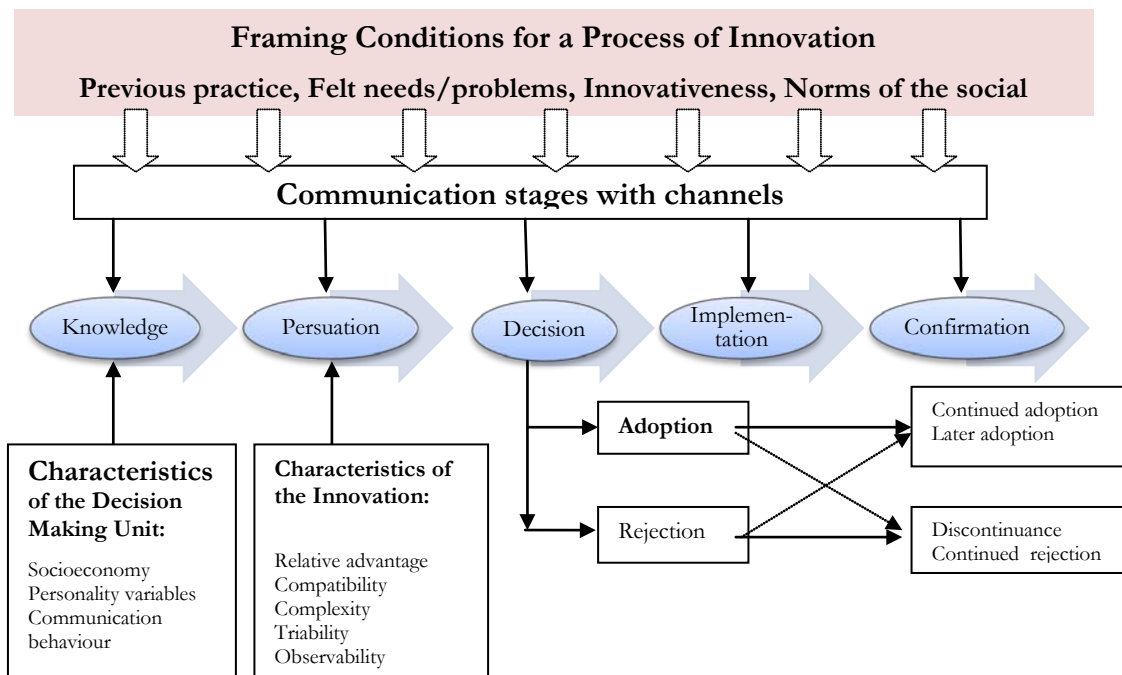 Framing Conditions for a Process of Innovation
Previous practice, Felt needs/problems, Innovativeness, Norms of the social
Communication stages with channels
Knowledge
Persuation
Decision
Implemen-
tation
Confirmation
Adoption
Rejection
Continued adoption
Later adoption
Discontinuance
Continued rejection
Characteristics
of the Decision
Making Unit:
Socioeconomy
Personality variables
Communication
behaviour
Characteristics of
the Innovation:
Relative advantage
Compatibility
Complexity
Triability
Observability